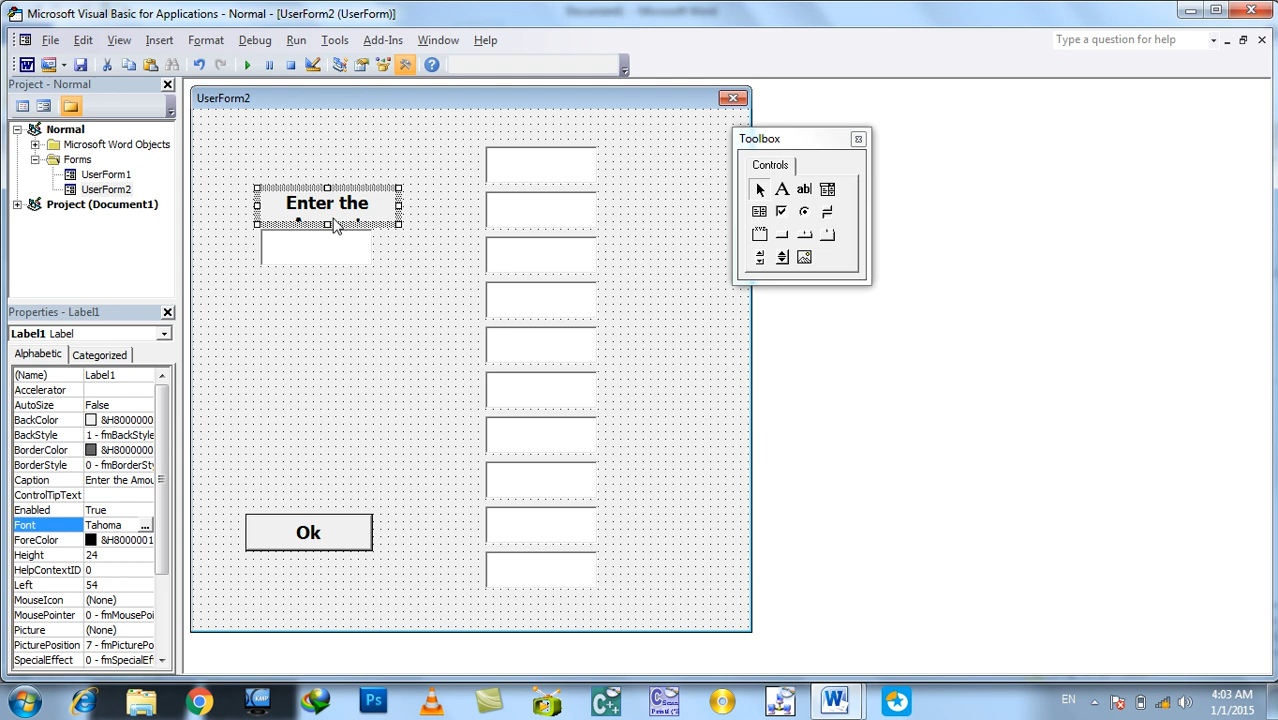 Document1 - Microsoft Word
Microsoft Visual Basic for Applications - Normal - [UserForm2 (UserForm)]
File Edit View Insert Format Debug Run Tools Add-Ins Window Help
Type a question for help
Project - Normal
Normal
Microsoft Word Objects
Forms
UserForm1
UserForm2
Project (Document1)
Properties - Label1
Label1 Label
Alphabetic Categorized
(Name) Label1
Accelerator
AutoSize False
BackColor &H8000000
BackStyle 1 - fmBackStyle
BorderColor &H8000000
BorderStyle 0 - fmBorderSty
Caption Enter the Amou
ControlTipText
Enabled True
Font Tahoma ...
ForeColor &H8000001
Height 24
HelpContextID 0
Left 54
MouseIcon (None)
MousePointer 0 - fmMousePoi
Picture (None)
PicturePosition 7 - fmPicturePo
SpecialEffect 0 - fmSpecialEf
UserForm2
Enter the
Ok
Toolbox
Controls
A ab|
EN
4:03 AM
1/1/2015